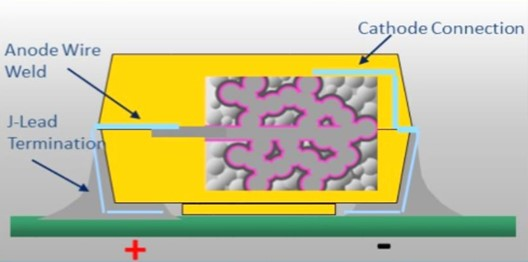 Cathode Connection
Anode Wire
Weld
J-Lead
Termination
+ -